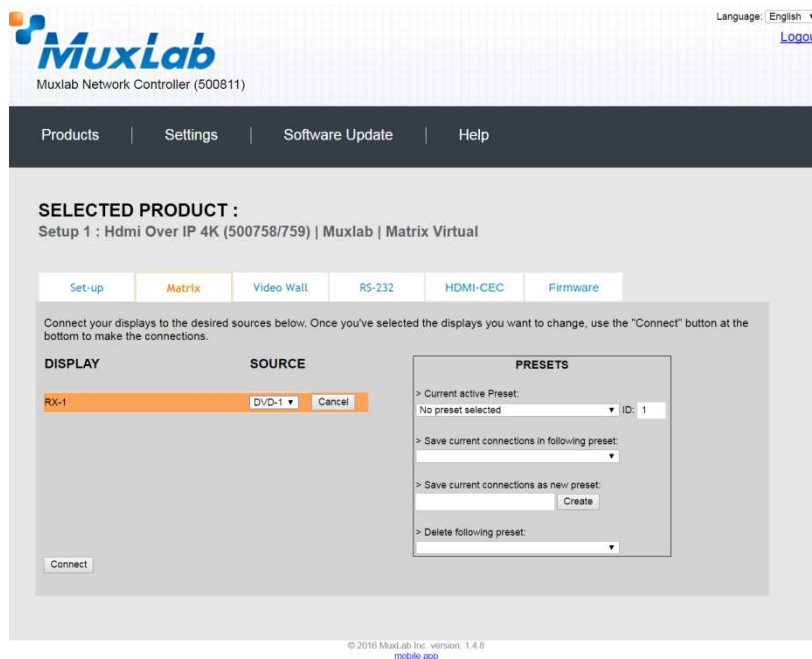 Language: English
Logou
MuxLab
Muxlab Network Controller (500811)
Products | Settings | Software Update | Help
SELECTED PRODUCT :
Setup 1 : Hdmi Over IP 4K (500758/759) | Muxlab | Matrix Virtual
Set-up Matrix Video Wall RS-232 HDMI-CEC Firmware
Connect your displays to the desired sources below. Once you've selected the displays you want to change, use the "Connect" button at the
bottom to make the connections.
DISPLAY SOURCE PRESETS
> Current active Preset:
RX-1 DVD-1 Cancel
No preset selected ID: 1
> Save current connections in following preset:
> Save current connections as new preset:
Create
> Delete following preset:
Connect
© 2016 MuxLab Inc. version: 1.4.8
mobile app